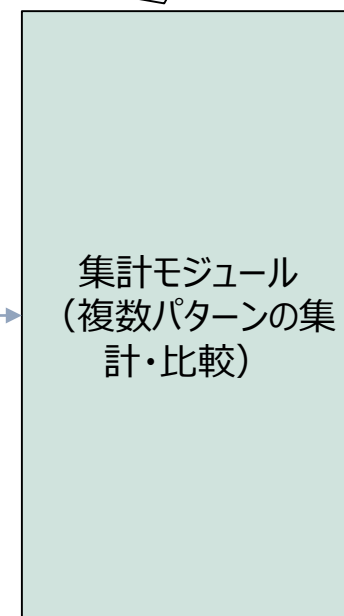 集計モジュール
（複数パターンの集
計・比較）